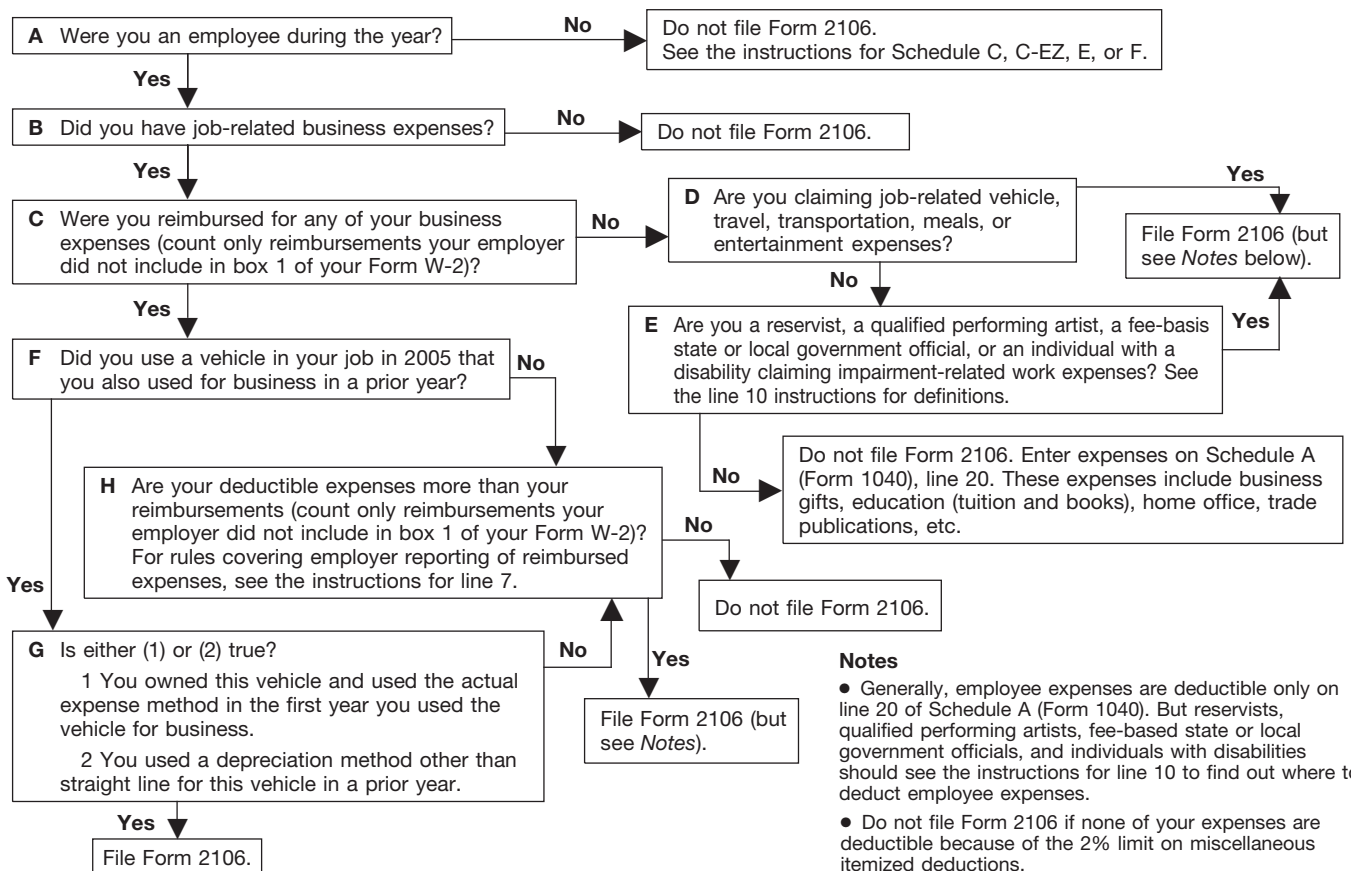 A Were you an employee during the year?
No
Do not file Form 2106.
See the instructions for Schedule C, C-EZ, E, or F.
Yes
B Did you have job-related business expenses?
No
Do not file Form 2106.
Yes
C Were you reimbursed for any of your business
expenses (count only reimbursements your employer
did not include in box 1 of your Form W-2)?
No
D Are you claiming job-related vehicle,
travel, transportation, meals, or
entertainment expenses?
Yes
File Form 2106 (but
see Notes below).
No
Yes
E Are you a reservist, a qualified performing artist, a fee-basis
state or local government official, or an individual with a
disability claiming impairment-related work expenses? See
the line 10 instructions for definitions.
Yes
F Did you use a vehicle in your job in 2005 that
you also used for business in a prior year?
No
No
Do not file Form 2106. Enter expenses on Schedule A
(Form 1040), line 20. These expenses include business
gifts, education (tuition and books), home office, trade
publications, etc.
H Are your deductible expenses more than your
reimbursements (count only reimbursements your
employer did not include in box 1 of your Form W-2)?
For rules covering employer reporting of reimbursed
expenses, see the instructions for line 7.
No
Do not file Form 2106.
Yes
G Is either (1) or (2) true?
1 You owned this vehicle and used the actual
expense method in the first year you used the
vehicle for business.
2 You used a depreciation method other than
straight line for this vehicle in a prior year.
No
Yes
File Form 2106 (but
see Notes).
Yes
File Form 2106.
Notes
● Generally, employee expenses are deductible only on
line 20 of Schedule A (Form 1040). But reservists,
qualified performing artists, fee-based state or local
government officials, and individuals with disabilities
should see the instructions for line 10 to find out where t
deduct employee expenses.
● Do not file Form 2106 if none of your expenses are
deductible because of the 2% limit on miscellaneous
itemized deductions.